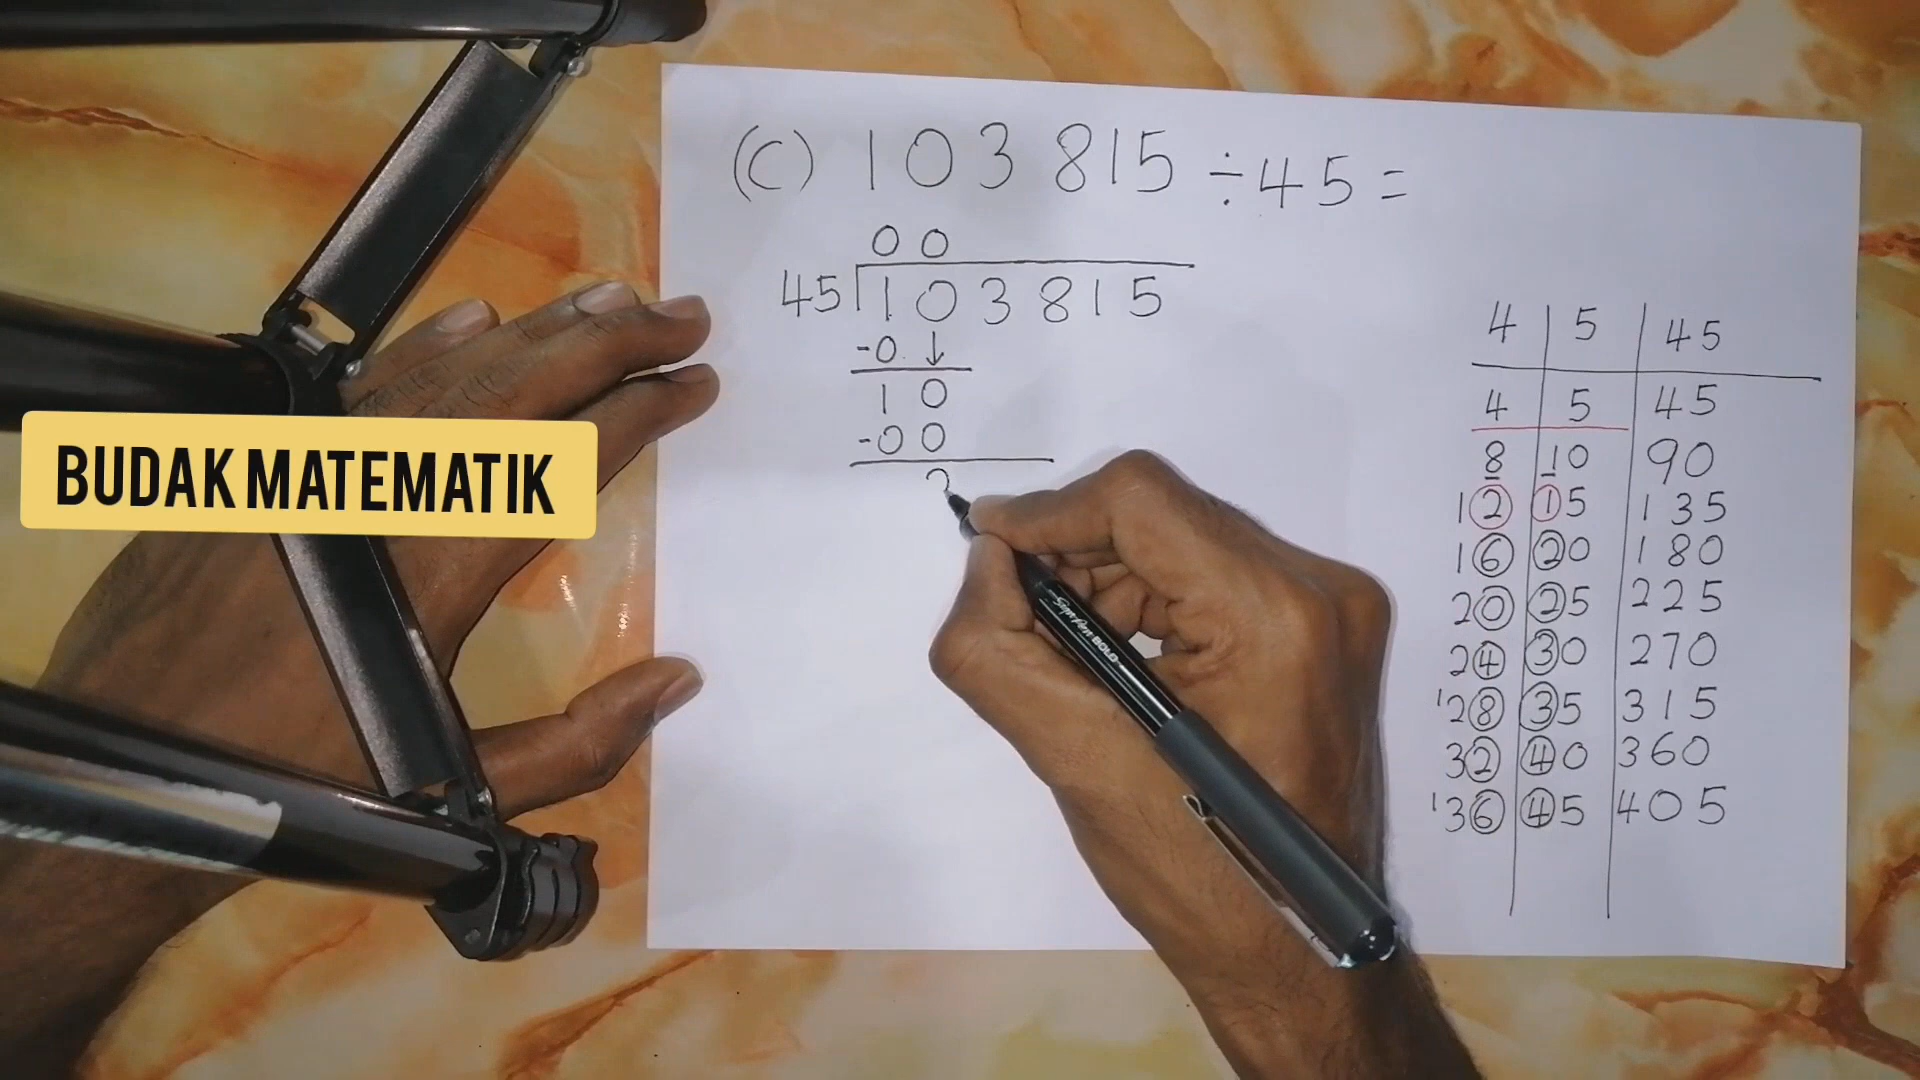 (C) 103 815 ÷ 45 =
00
45 103815
-0 ↓
10
-00
BUDAK MATEMATIK
Signpen BOLD
4 5 45
4 5 45
8 10 90
12 15 135
16 20 180
20 25 225
24 30 270
'28 35 315
32 40 360
'36 45 405